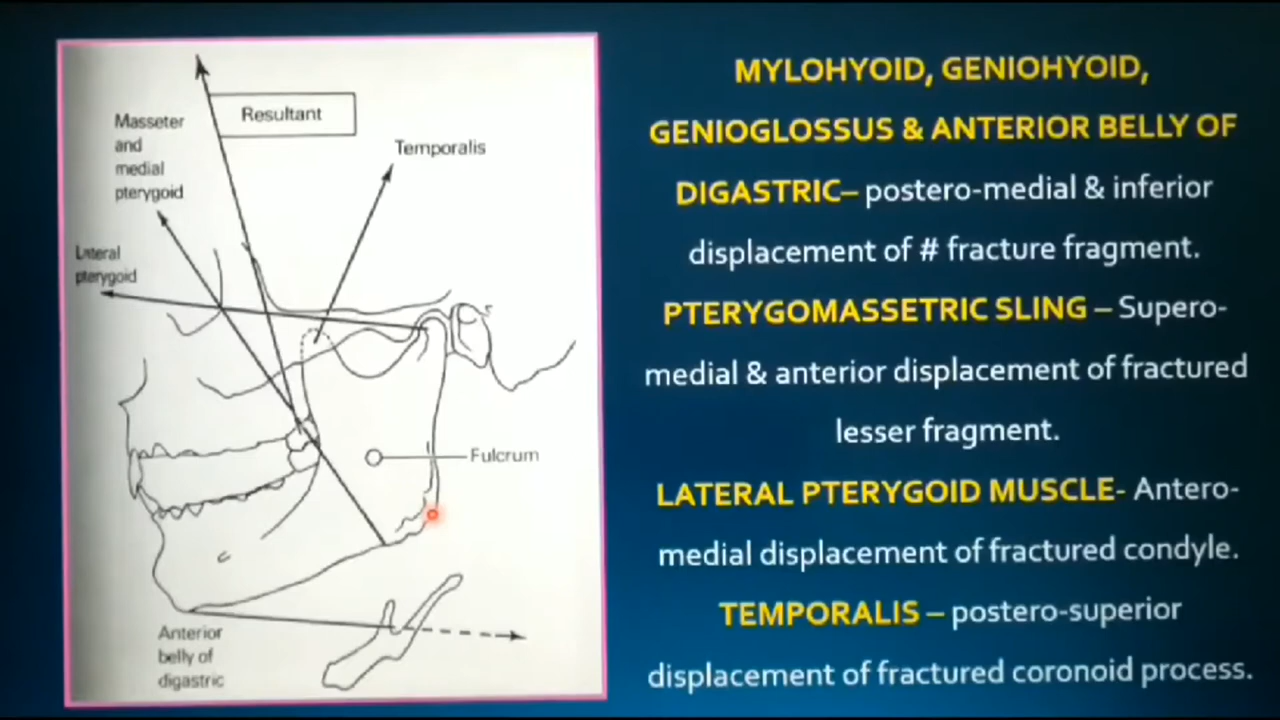 Resultant
Masseter
and
medial
pterygoid
Temporalis
Lateral
pterygoid
Fulcrum
Anterior
belly of
digastric
MYLOHYOID, GENIOHYOID,
GENIOGLOSSUS & ANTERIOR BELLY OF
DIGASTRIC– postero-medial & inferior
displacement of # fracture fragment.
PTERYGOMASSETRIC SLING – Supero-
medial & anterior displacement of fractured
lesser fragment.
LATERAL PTERYGOID MUSCLE- Antero-
medial displacement of fractured condyle.
TEMPORALIS – postero-superior
displacement of fractured coronoid process.